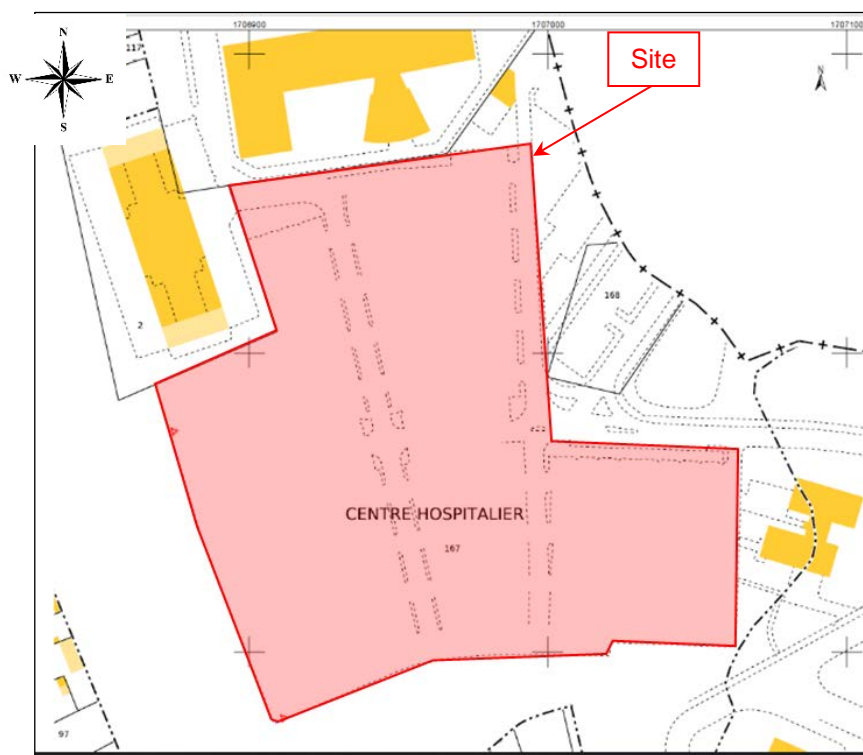 1706900
1707000
1707100
117
N
W
E
S
Site
N
168
2
CENTRE HOSPITALIER
167
97